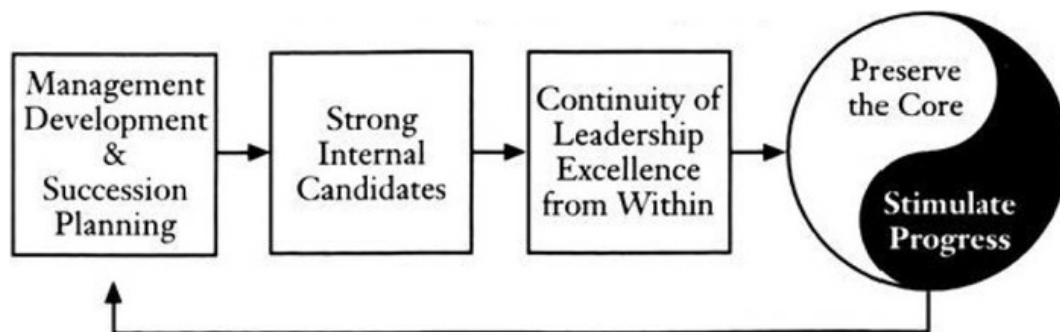 Management
Development
&
Succession
Planning
Strong
Internal
Candidates
Continuity of
Leadership
Excellence
from Within
Preserve
the Core
Stimulate
Progress